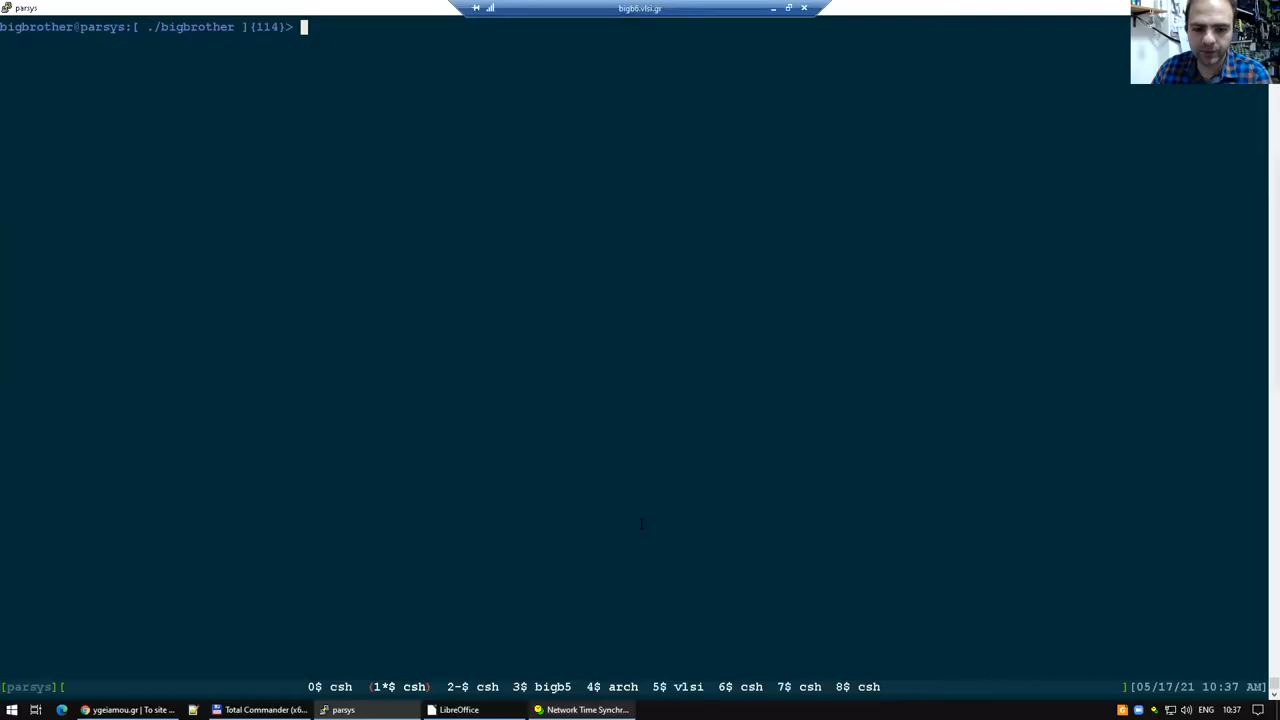 parsys
bigb6.vlsi.gr
bigbrother@parsys:[ ./bigbrother ]{114}>
[parsys][ 0$ csh (1*$ csh) 2-$ csh 3$ bigb5 4$ arch 5$ vlsi 6$ csh 7$ csh 8$ csh ][05/17/21 10:37 AM]
ygeiamou.gr | To site ... Total Commander (x6... parsys LibreOffice Network Time Synchr... ENG 10:37